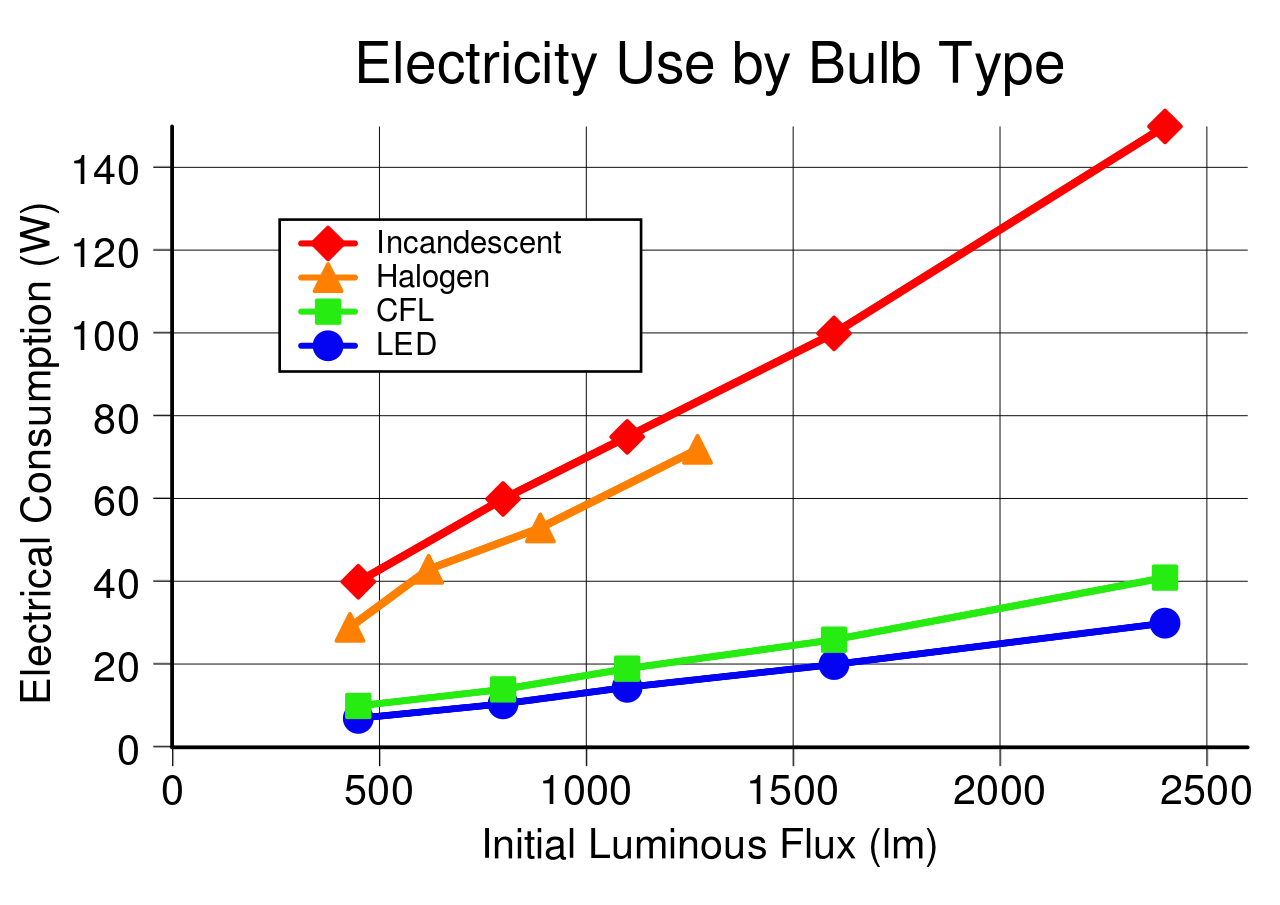 Electricity Use by Bulb Type
Electrical Consumption (W)
140
120
100
80
60
40
20
0
Incandescent
Halogen
CFL
LED
0 500 1000 1500 2000 2500
Initial Luminous Flux (lm)